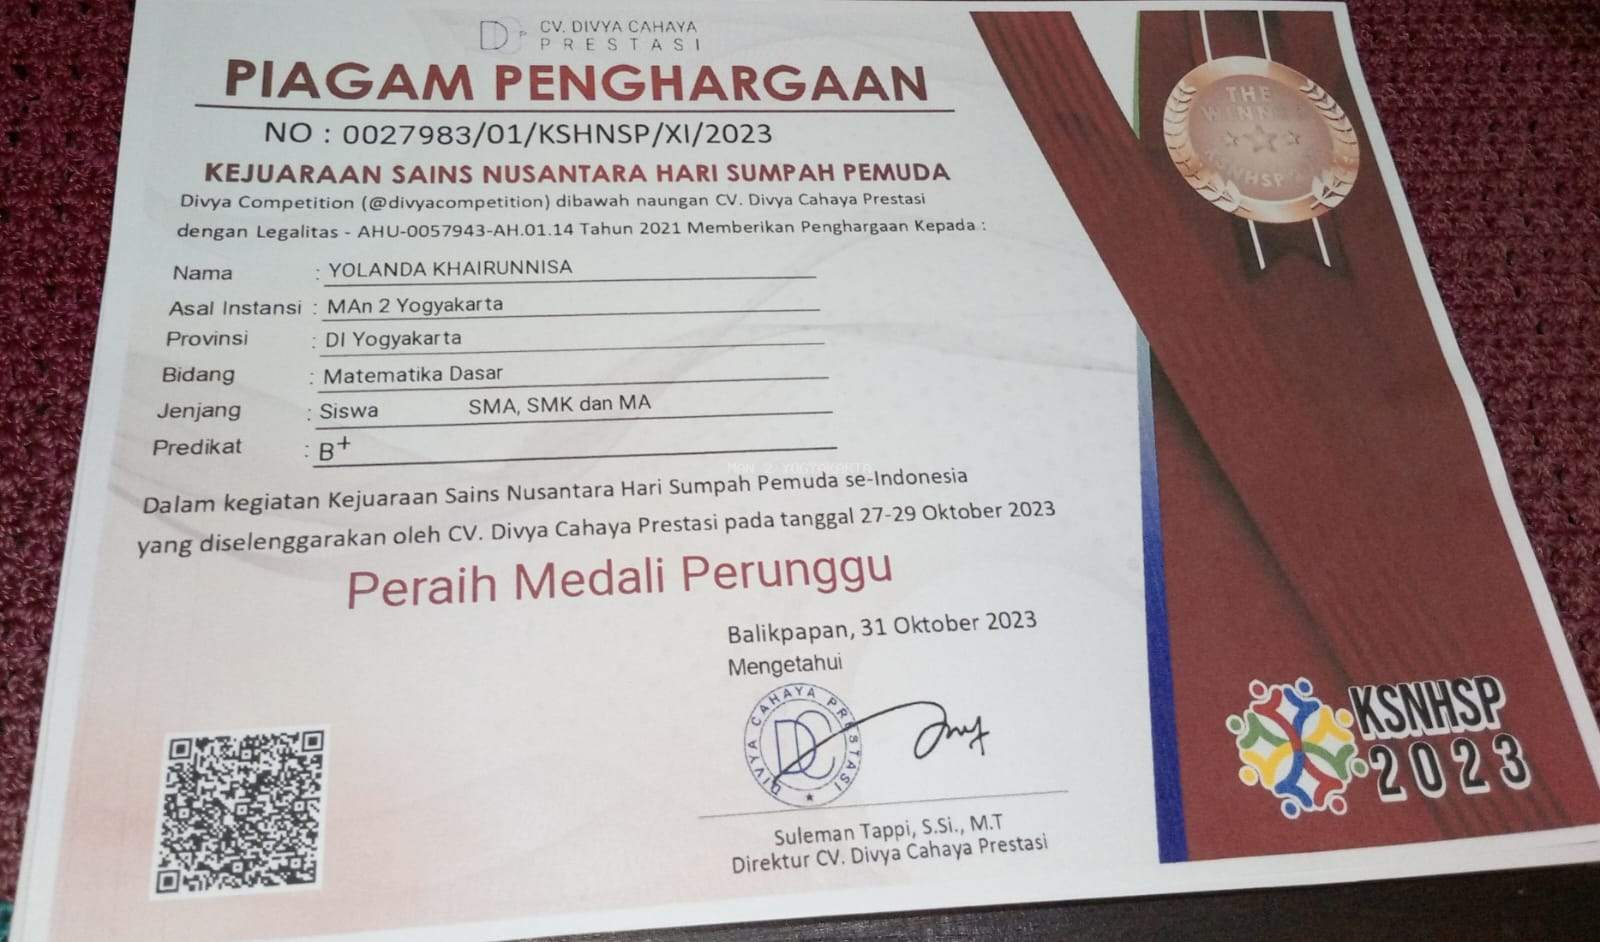 CV. DIVYA CAHAYA
PRESTASI
PIAGAM PENGHARGAAN
NO : 0027983/01/KSHNSP/XI/2023
KEJUARAAN SAINS NUSANTARA HARI SUMPAH PEMUDA
Divya Competition (@divyacompetition) dibawah naungan CV. Divya Cahaya Prestasi
dengan Legalitas - AHU-0057943-AH.01.14 Tahun 2021 Memberikan Penghargaan Kepada :
Nama : YOLANDA KHAIRUNNISA
Asal Instansi : MAn 2 Yogyakarta
Provinsi : DI Yogyakarta
Bidang : Matematika Dasar
Jenjang : Siswa SMA, SMK dan MA
Predikat : B+
MAN 2 YOGYAKARTA
Dalam kegiatan Kejuaraan Sains Nusantara Hari Sumpah Pemuda se-Indonesia
yang diselenggarakan oleh CV. Divya Cahaya Prestasi pada tanggal 27-29 Oktober 2023
Peraih Medali Perunggu
Balikpapan, 31 Oktober 2023
Mengetahui
DIVYA CAHAYA PRESTASI
DC
Suleman Tappi, S.Si., M.T
Direktur CV. Divya Cahaya Prestasi
THE
KSNHSP
2023